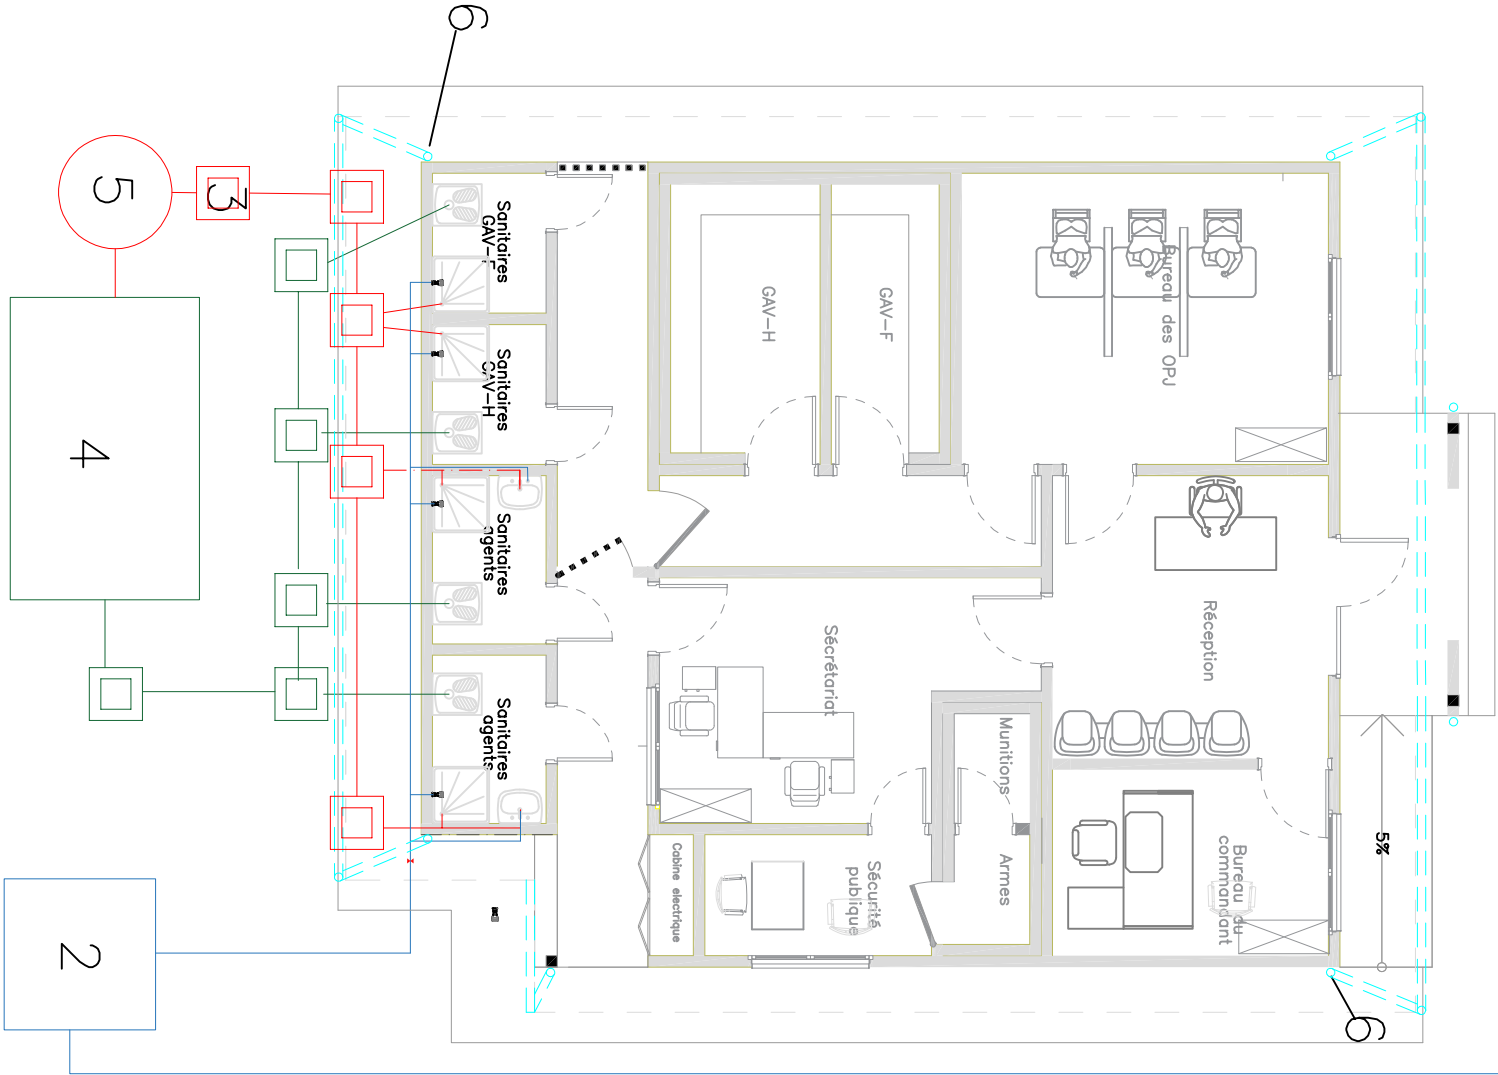 6
5
3
4
2
6
Sanitaires
GAV-F
Sanitaires
GAV-H
Sanitaires
agents
Sanitaires
agents
GAV-H
GAV-F
Bureau des OPJ
Réception
Sécrétariat
Munitions
Armes
Sécurité
publique
Cabine electrique
Bureau du
commandant
5%